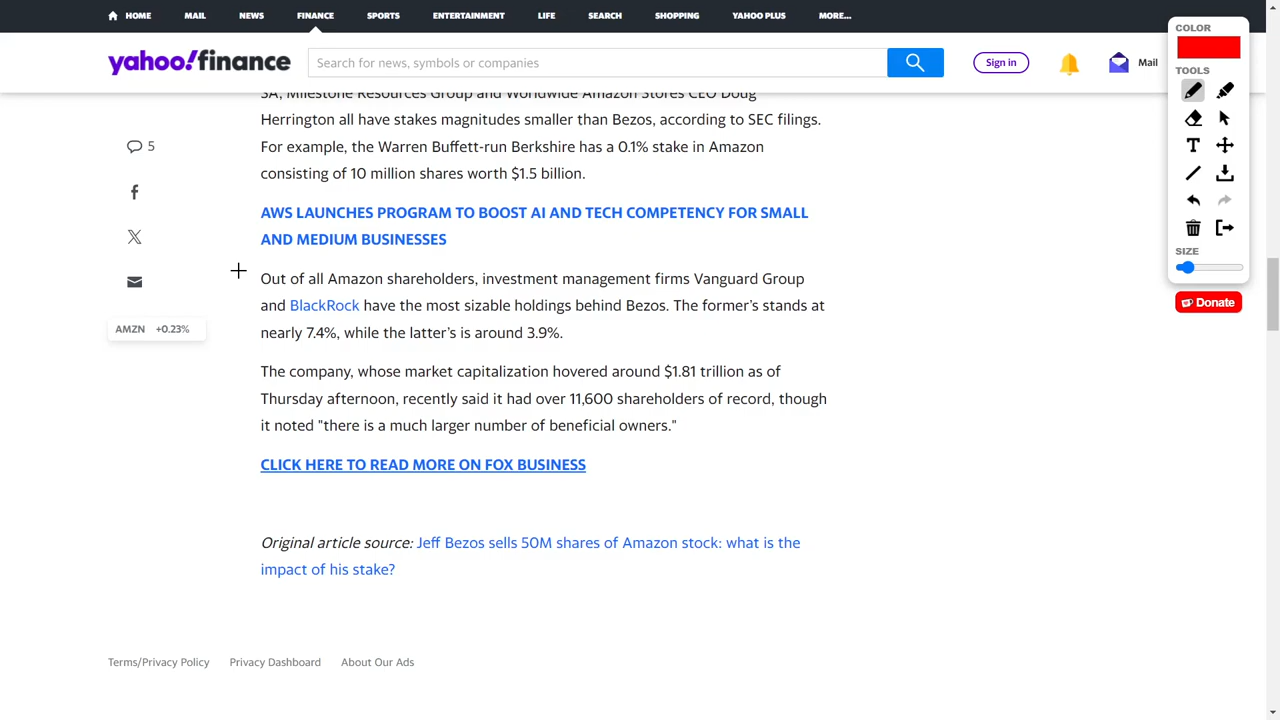 HOME MAIL NEWS FINANCE SPORTS ENTERTAINMENT LIFE SEARCH SHOPPING YAHOO PLUS MORE...
yahoo!finance
Search for news, symbols or companies
Sign in
Mail
COLOR
TOOLS
T
SIZE
Donate
5
AMZN +0.23%
SA, Milestone Resources Group and Worldwide Amazon Stores CEO Doug
Herrington all have stakes magnitudes smaller than Bezos, according to SEC filings.
For example, the Warren Buffett-run Berkshire has a 0.1% stake in Amazon
consisting of 10 million shares worth $1.5 billion.
AWS LAUNCHES PROGRAM TO BOOST AI AND TECH COMPETENCY FOR SMALL
AND MEDIUM BUSINESSES
Out of all Amazon shareholders, investment management firms Vanguard Group
and BlackRock have the most sizable holdings behind Bezos. The former's stands at
nearly 7.4%, while the latter's is around 3.9%.
The company, whose market capitalization hovered around $1.81 trillion as of
Thursday afternoon, recently said it had over 11,600 shareholders of record, though
it noted "there is a much larger number of beneficial owners."
CLICK HERE TO READ MORE ON FOX BUSINESS
Original article source: Jeff Bezos sells 50M shares of Amazon stock: what is the
impact of his stake?
Terms/Privacy Policy Privacy Dashboard About Our Ads